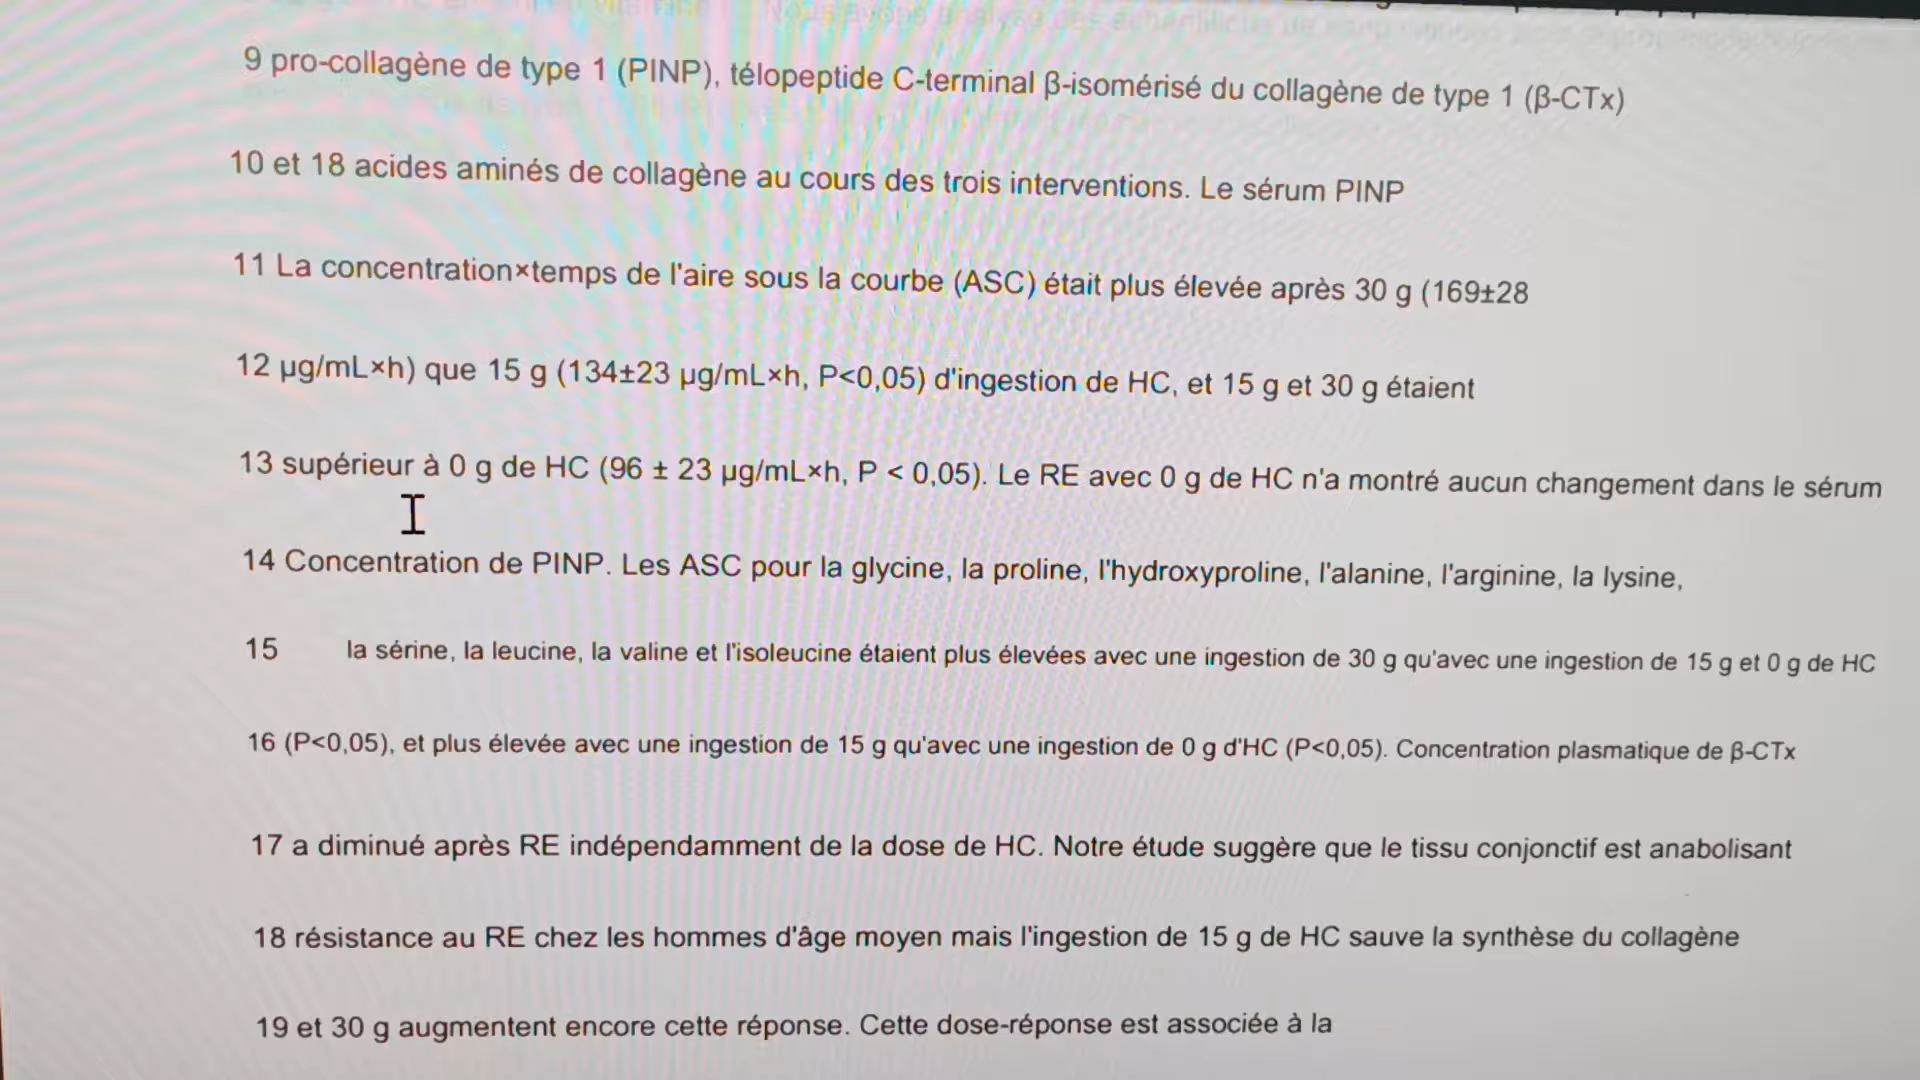 9 pro-collagène de type 1 (PINP), télopeptide C-terminal β-isomérisé du collagène de type 1 (β-CTx)
10 et 18 acides aminés de collagène au cours des trois interventions. Le sérum PINP
11 La concentration×temps de l'aire sous la courbe (ASC) était plus élevée après 30 g (169±28
12 µg/mL×h) que 15 g (134±23 µg/mL×h, P<0,05) d'ingestion de HC, et 15 g et 30 g étaient
13 supérieur à 0 g de HC (96 ± 23 µg/mL×h, P < 0,05). Le RE avec 0 g de HC n'a montré aucun changement dans le sérum
14 Concentration de PINP. Les ASC pour la glycine, la proline, l'hydroxyproline, l'alanine, l'arginine, la lysine,
15 la sérine, la leucine, la valine et l'isoleucine étaient plus élevées avec une ingestion de 30 g qu'avec une ingestion de 15 g et 0 g de HC
16 (P<0,05), et plus élevée avec une ingestion de 15 g qu'avec une ingestion de 0 g d'HC (P<0,05). Concentration plasmatique de β-CTx
17 a diminué après RE indépendamment de la dose de HC. Notre étude suggère que le tissu conjonctif est anabolisant
18 résistance au RE chez les hommes d'âge moyen mais l'ingestion de 15 g de HC sauve la synthèse du collagène
19 et 30 g augmentent encore cette réponse. Cette dose-réponse est associée à la